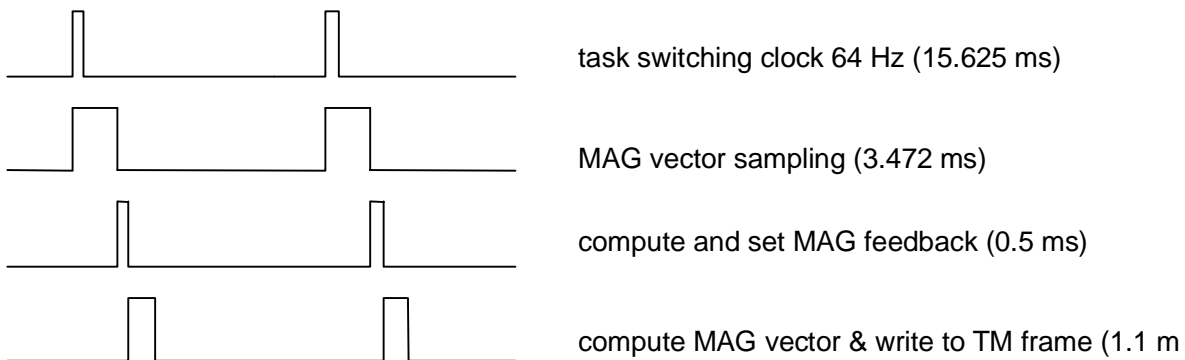 task switching clock 64 Hz (15.625 ms)
MAG vector sampling (3.472 ms)
compute and set MAG feedback (0.5 ms)
compute MAG vector & write to TM frame (1.1 m